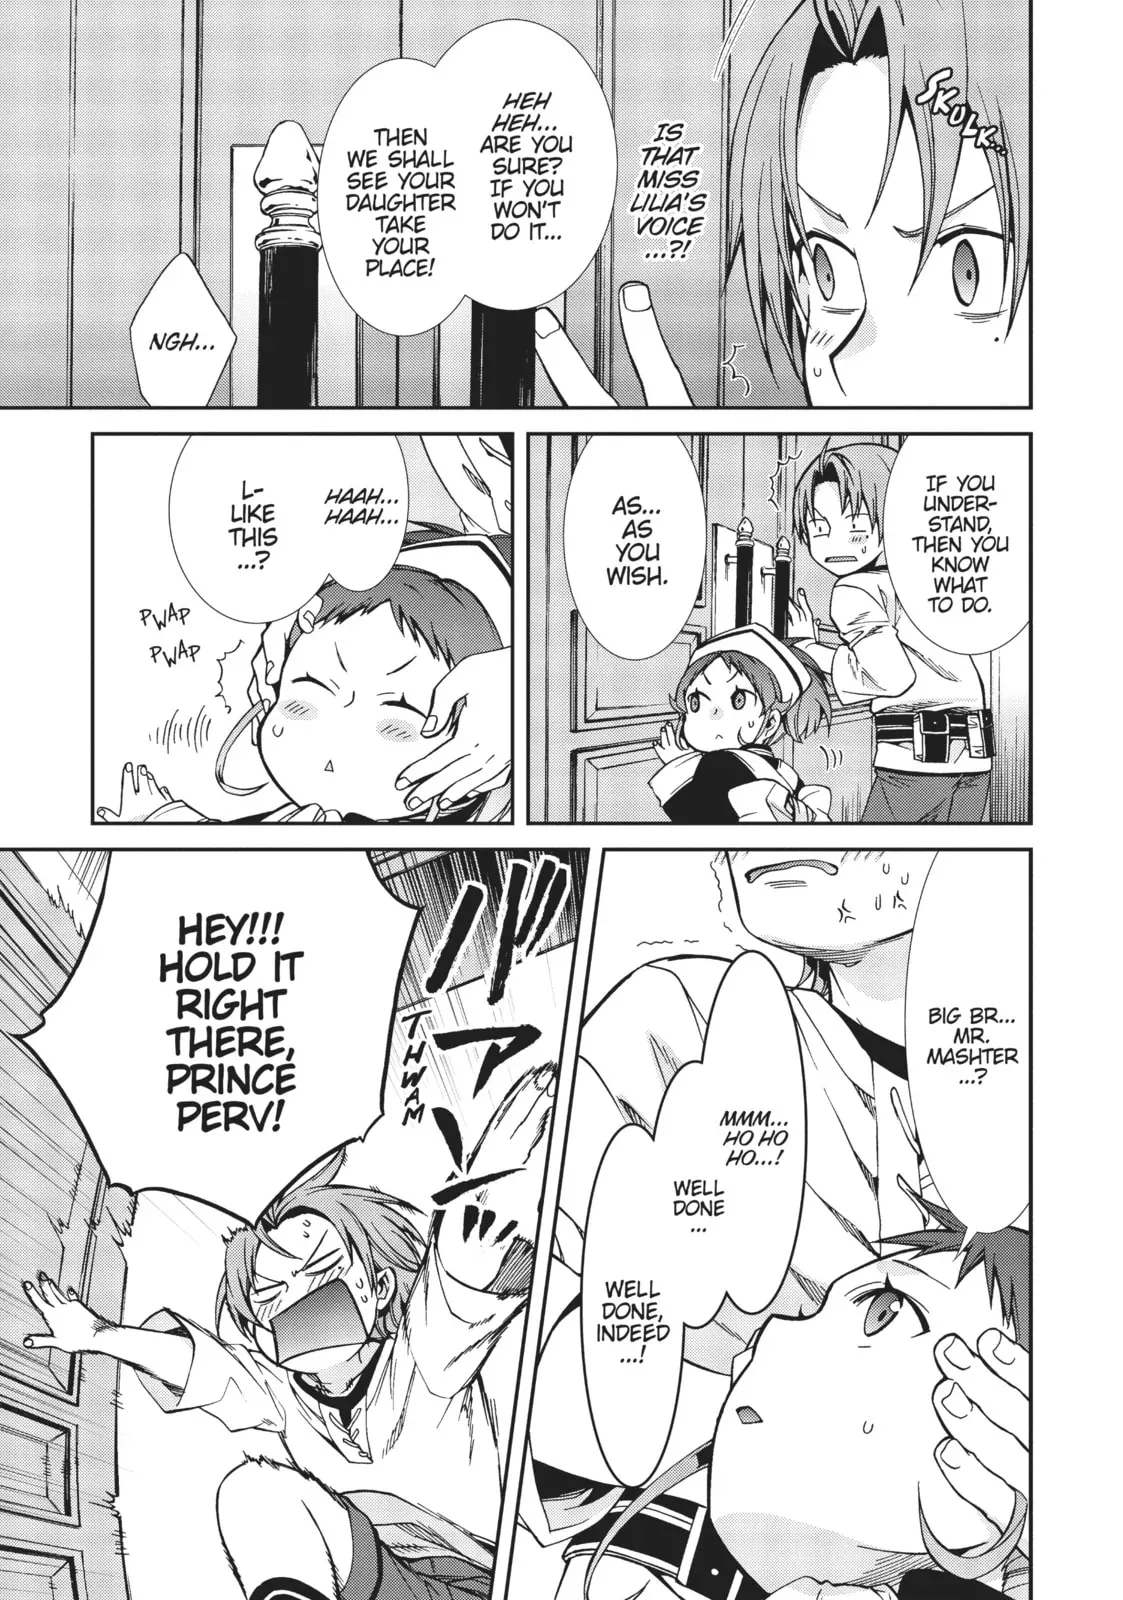 SKULK...
IS
THAT
MISS
LILIA'S
VOICE
...?!
HEH
HEH...
ARE YOU
SURE?
IF YOU
WON'T
DO IT...
THEN
WE SHALL
SEE YOUR
DAUGHTER
TAKE
YOUR
PLACE!
NGH...
IF YOU
UNDER-
STAND,
THEN YOU
KNOW
WHAT
TO DO.
AS...
AS
YOU
WISH.
HAAH...
HAAH...
L-
LIKE
THIS
...?
PWAP
PWAP
BIG BR...
MR.
MASHTER
...?
MMM...
HO HO
HO...!
WELL
DONE
...
WELL
DONE,
INDEED
...!
バァン
THWAM
HEY!!!
HOLD IT
RIGHT
THERE,
PRINCE
PERV!